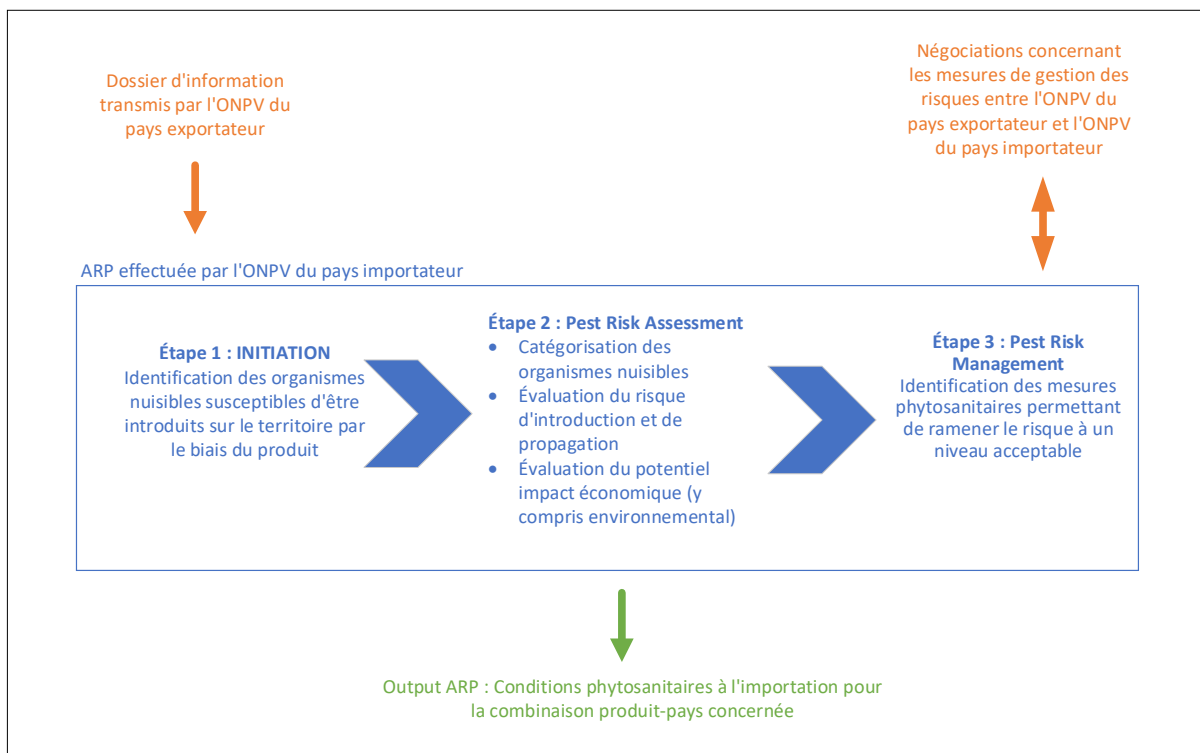 Dossier d'information
transmis par l'ONPV du
pays exportateur
Négociations concernant
les mesures de gestion des
risques entre l'ONPV du
pays exportateur et l'ONPV
du pays importateur
ARP effectuée par l'ONPV du pays importateur
Étape 1 : INITIATION
Identification des organismes
nuisibles susceptibles d'être
introduits sur le territoire par
le biais du produit
Étape 2 : Pest Risk Assessment
• Catégorisation des
organismes nuisibles
• Évaluation du risque
d'introduction et de
propagation
• Évaluation du potentiel
impact économique (y
compris environnemental)
Étape 3 : Pest Risk
Management
Identification des mesures
phytosanitaires permettant
de ramener le risque à un
niveau acceptable
Output ARP : Conditions phytosanitaires à l'importation pour
la combinaison produit-pays concernée